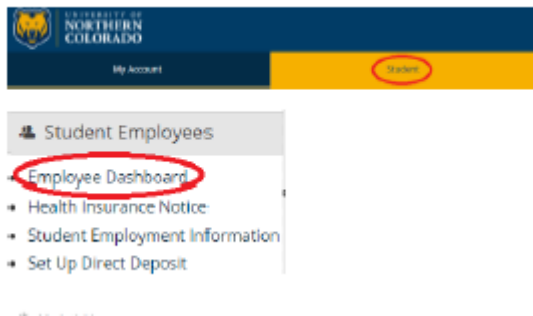 UNIVERSITY OF
NORTHERN
COLORADO
My Account
Student
Student Employees
Employee Dashboard
Health Insurance Notice
Student Employment Information
Set Up Direct Deposit